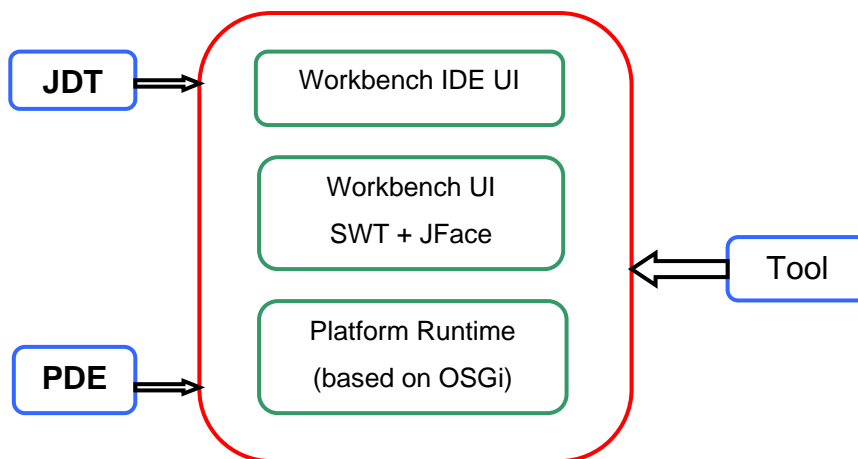 JDT
Workbench IDE UI
Workbench UI
SWT + JFace
Tool
Platform Runtime
(based on OSGi)
PDE